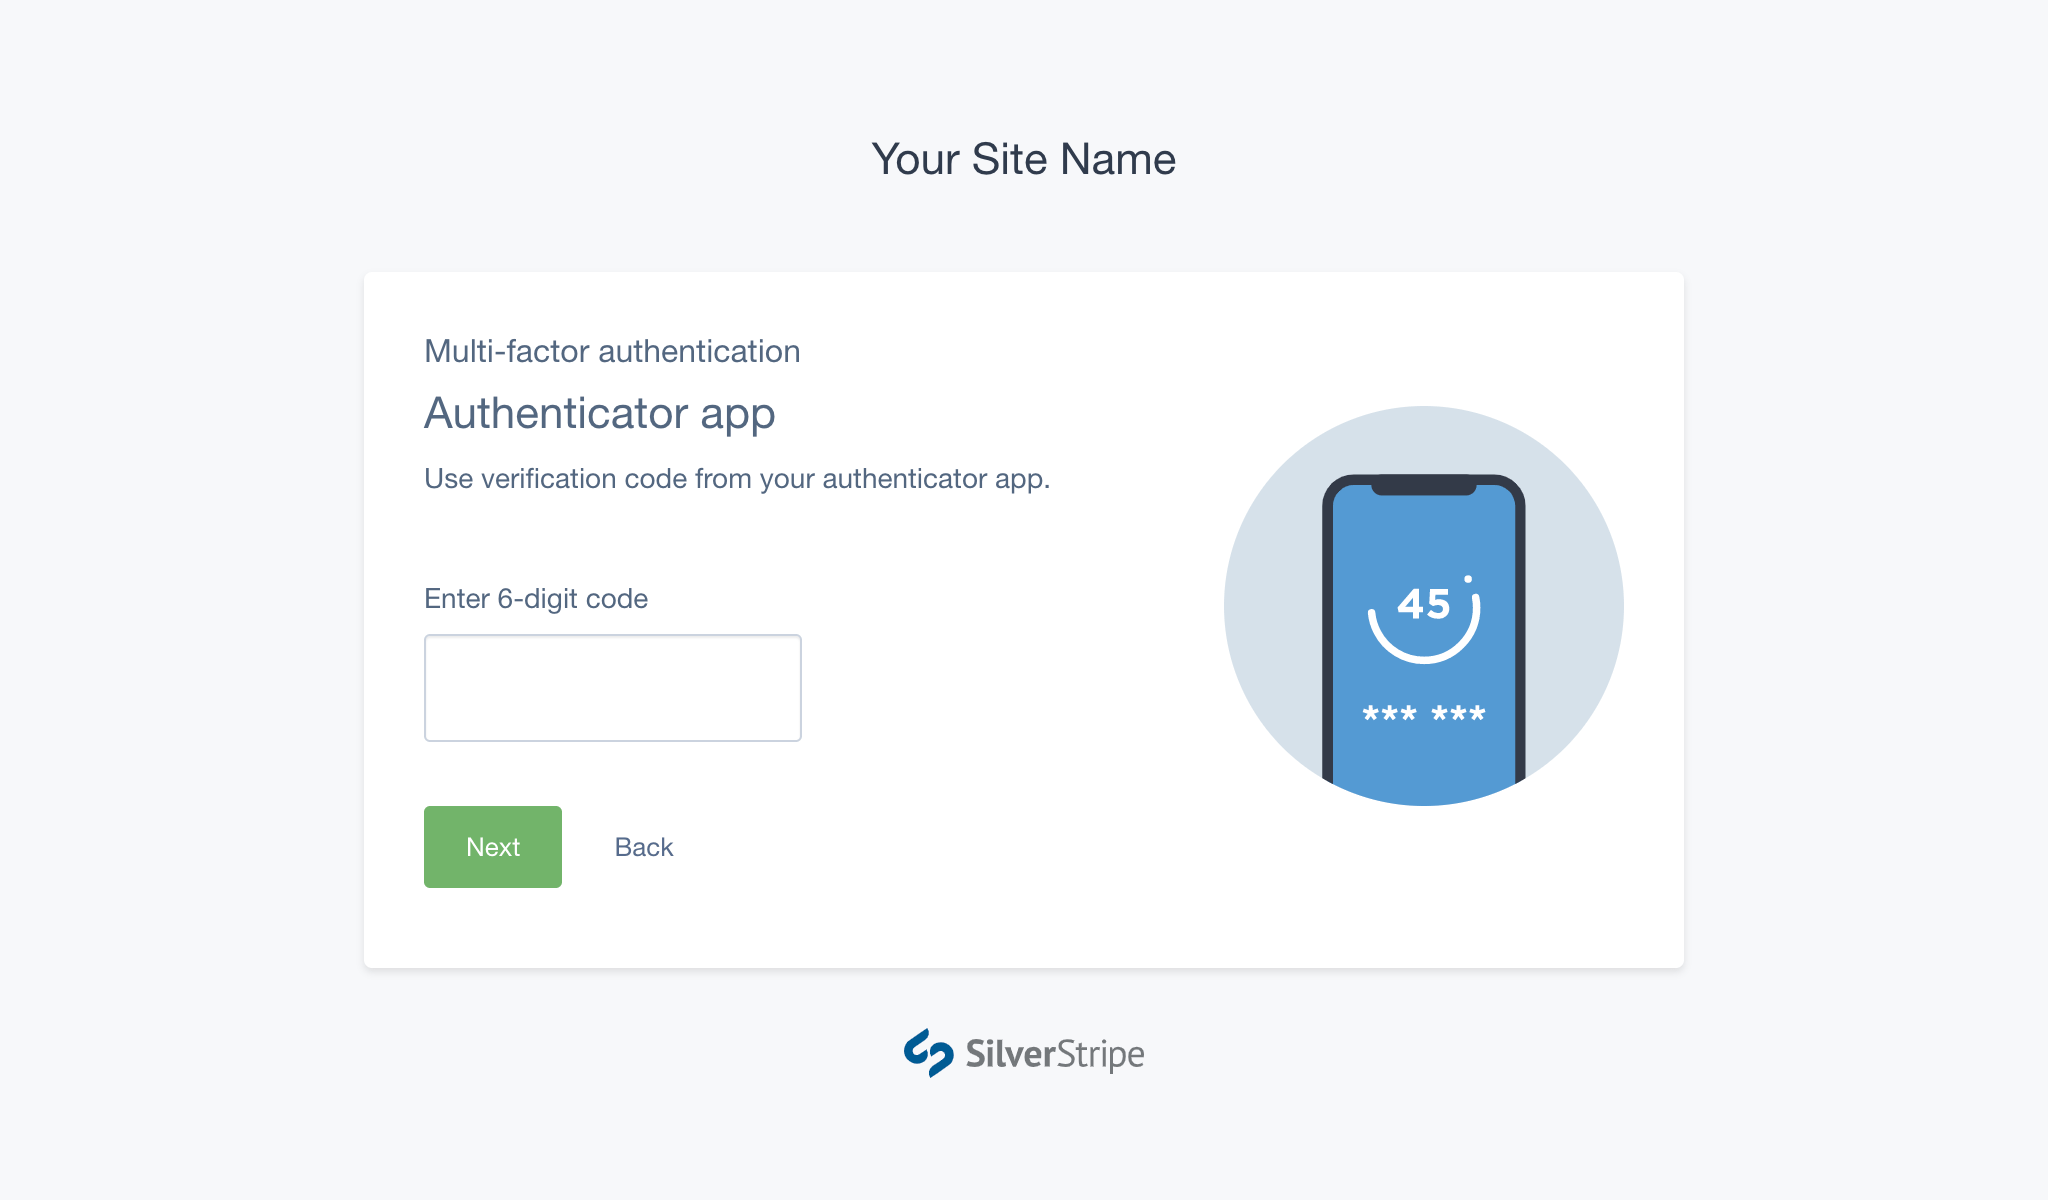 Your Site Name
Multi-factor authentication
Authenticator app
Use verification code from your authenticator app.
Enter 6-digit code
45
*** ***
Next
Back
SilverStripe